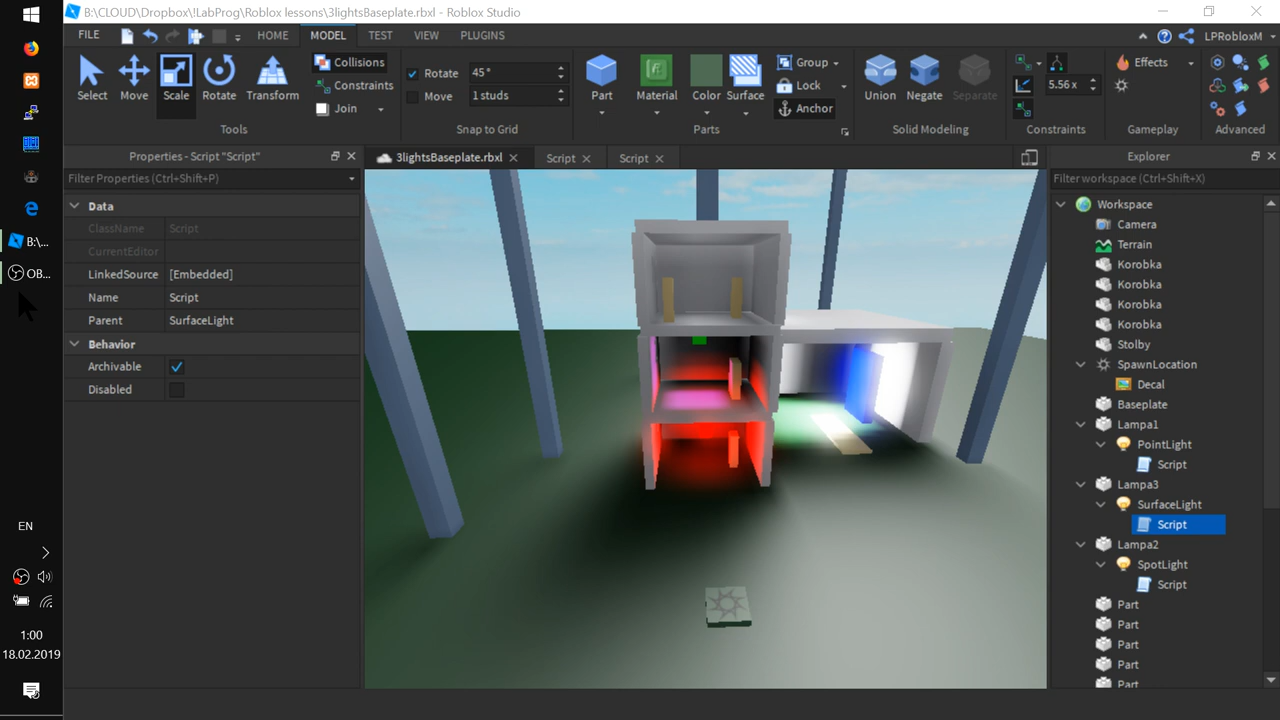 B:\CLOUD\Dropbox\!LabProg\Roblox lessons\3lightsBaseplate.rbxl - Roblox Studio
FILE HOME MODEL TEST VIEW PLUGINS LPRobloxM
Select Move Scale Rotate Transform
Collisions
Constraints
Join
Tools
Rotate 45°
Move 1 studs
Snap to Grid
Part Material Color Surface
Group
Lock
Anchor
Parts
Union Negate Separate
Solid Modeling
5.56 x
Constraints
Effects
Gameplay
Advanced
Properties - Script "Script"
Filter Properties (Ctrl+Shift+P)
Data
ClassName Script
CurrentEditor
LinkedSource [Embedded]
Name Script
Parent SurfaceLight
Behavior
Archivable
Disabled
3lightsBaseplate.rbxl Script Script
Explorer
Filter workspace (Ctrl+Shift+X)
Workspace
Camera
Terrain
Korobka
Korobka
Korobka
Korobka
Stolby
SpawnLocation
Decal
Baseplate
Lampa1
PointLight
Script
Lampa3
SurfaceLight
Script
Lampa2
SpotLight
Script
Part
Part
Part
Part
Part
B:\...
OB...
EN
1:00
18.02.2019